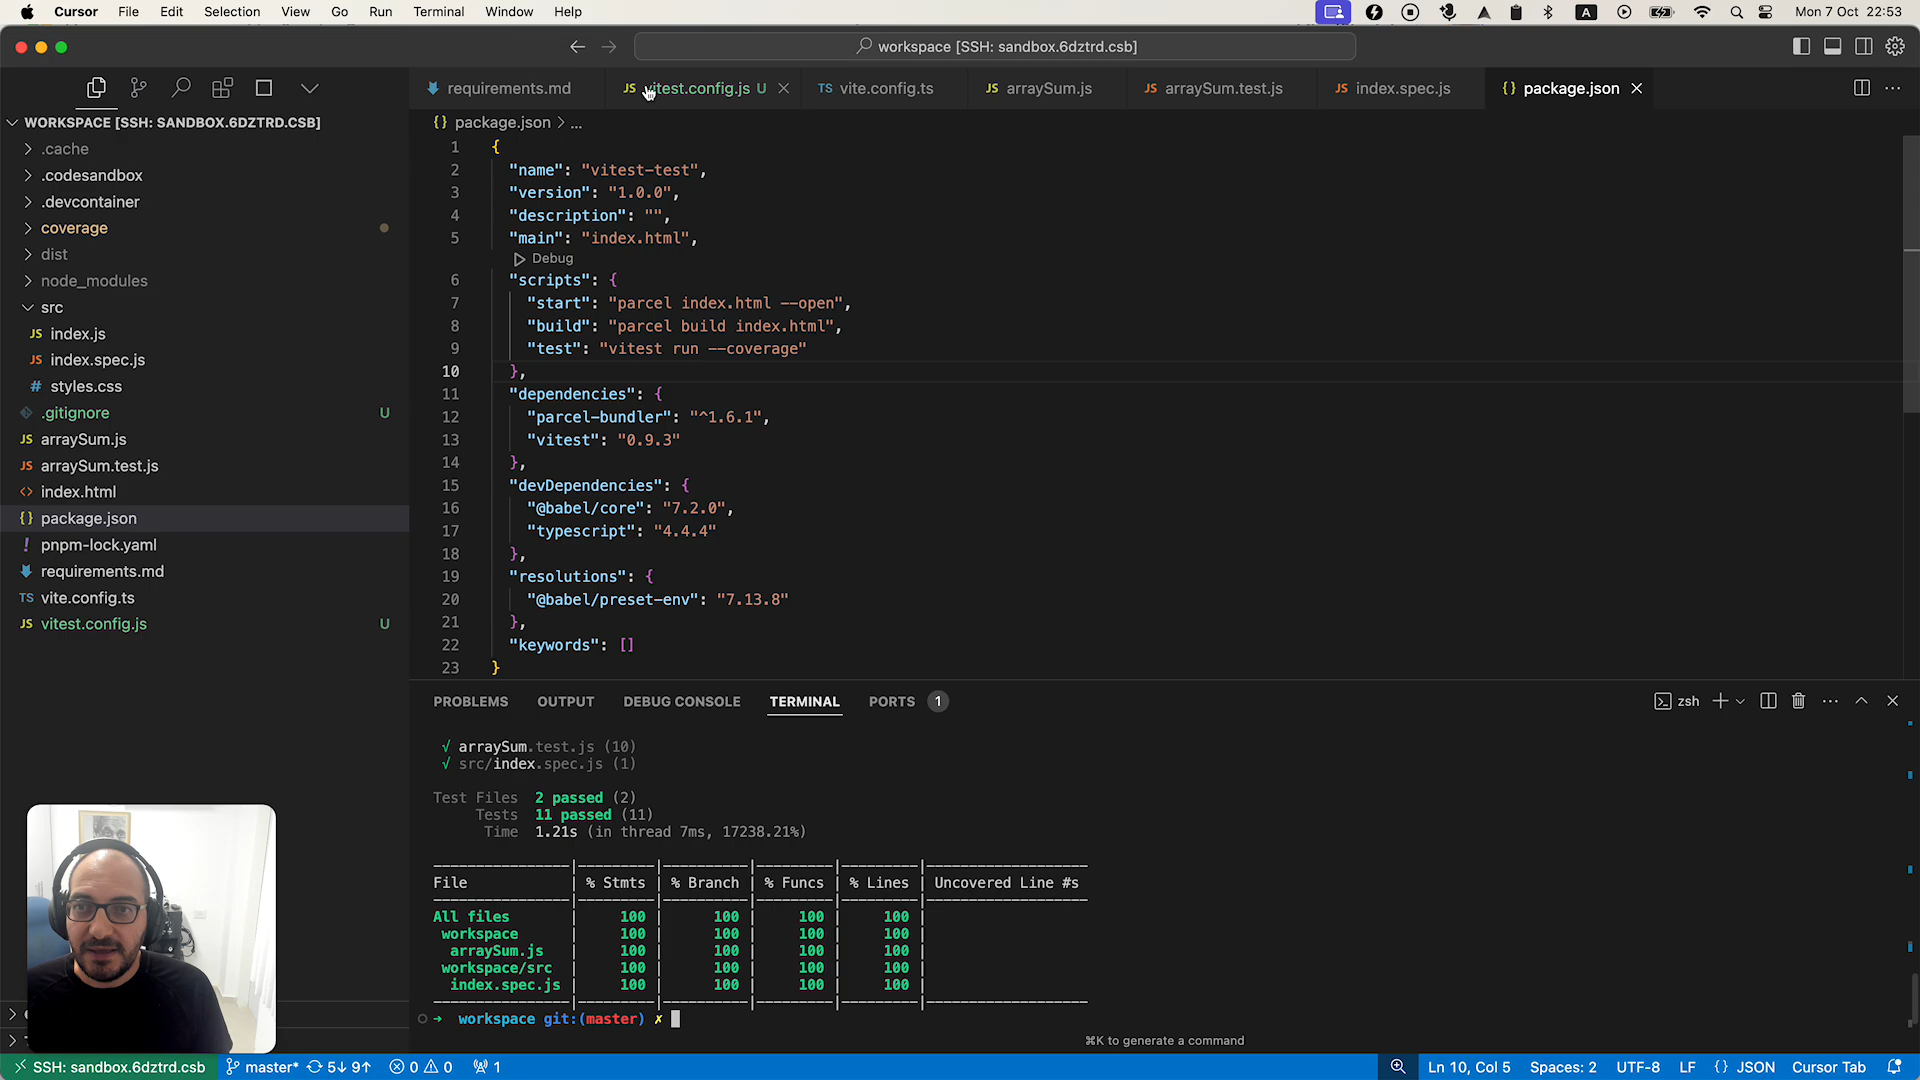 Cursor File Edit Selection View Go Run Terminal Window Help
A Mon 7 Oct 22:53
workspace [SSH: sandbox.6dztrd.csb]
requirements.md
JS vitest.config.js U
TS vite.config.ts
JS arraySum.js
JS arraySum.test.js
JS index.spec.js
{} package.json
WORKSPACE [SSH: SANDBOX.6DZTRD.CSB]
.cache
.codesandbox
.devcontainer
coverage
dist
node_modules
src
JS index.js
JS index.spec.js
# styles.css
.gitignore U
JS arraySum.js
JS arraySum.test.js
<> index.html
{} package.json
! pnpm-lock.yaml
requirements.md
TS vite.config.ts
JS vitest.config.js U
{} package.json > ...
1 {
2 "name": "vitest-test",
3 "version": "1.0.0",
4 "description": "",
5 "main": "index.html",
Debug
6 "scripts": {
7 "start": "parcel index.html --open",
8 "build": "parcel build index.html",
9 "test": "vitest run --coverage"
10 },
11 "dependencies": {
12 "parcel-bundler": "^1.6.1",
13 "vitest": "0.9.3"
14 },
15 "devDependencies": {
16 "@babel/core": "7.2.0",
17 "typescript": "4.4.4"
18 },
19 "resolutions": {
20 "@babel/preset-env": "7.13.8"
21 },
22 "keywords": []
23 }
PROBLEMS OUTPUT DEBUG CONSOLE TERMINAL PORTS 1
zsh
√ arraySum.test.js (10)
√ src/index.spec.js (1)
Test Files 2 passed (2)
Tests 11 passed (11)
Time 1.21s (in thread 7ms, 17238.21%)
File | % Stmts | % Branch | % Funcs | % Lines | Uncovered Line #s
All files | 100 | 100 | 100 | 100 |
workspace | 100 | 100 | 100 | 100 |
arraySum.js | 100 | 100 | 100 | 100 |
workspace/src | 100 | 100 | 100 | 100 |
index.spec.js | 100 | 100 | 100 | 100 |
→ workspace git:(master) ✗
⌘K to generate a command
SSH: sandbox.6dztrd.csb master* 5↓ 9↑ 0 0 1
Ln 10, Col 5 Spaces: 2 UTF-8 LF {} JSON Cursor Tab